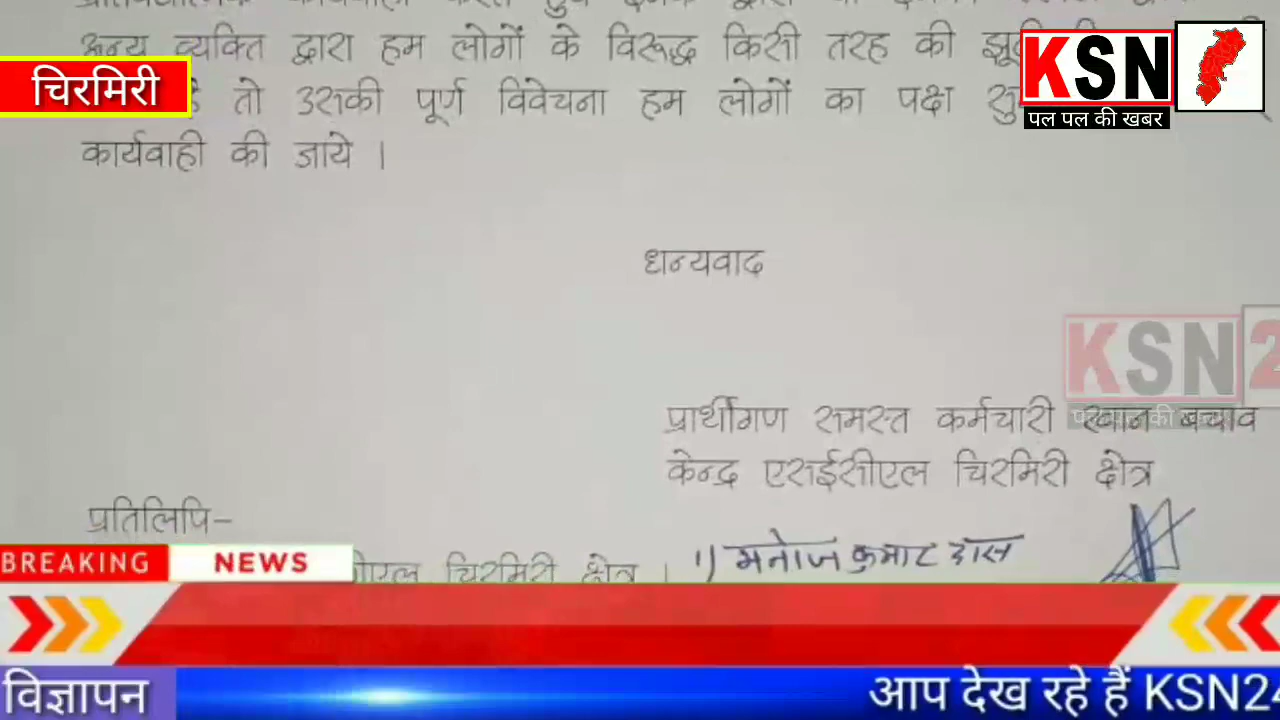 अन्य व्यक्ति द्वारा हम लोगों के विरूद्ध किसी तरह की
तो उसकी पूर्ण विवेचना हम लोगों का पक्ष
कार्यवाही की जाये ।
धन्यवाद
प्रार्थीगण समस्त कर्मचारी खान बचाव
केन्द्र एसईसीएल चिरमिरी क्षेत्र
प्रतिलिपि–
चिरमिरी क्षेत्र ।
1) मनोज कुमार दास
चिरमिरी
KSN
पल पल की खबर
KSN2
BREAKING NEWS
विज्ञापन
आप देख रहे हैं KSN24